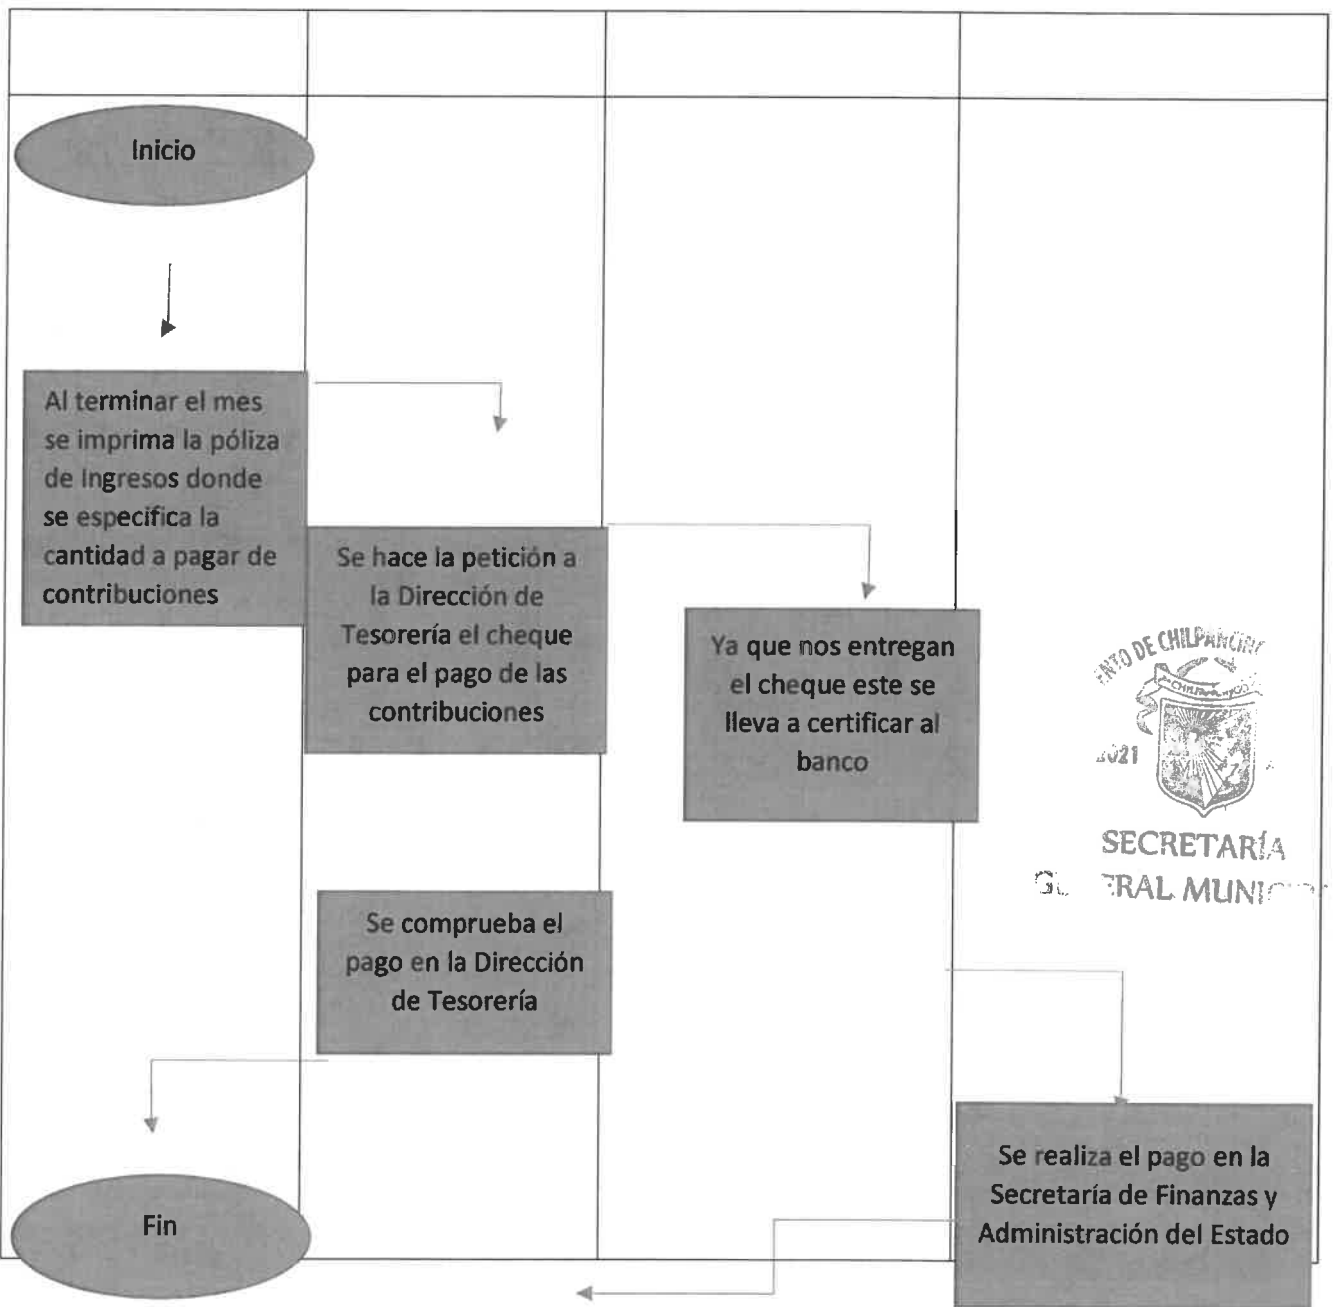 Inicio
Al terminar el mes
se imprima la póliza
de Ingresos donde
se especifica la
cantidad a pagar de
contribuciones
Se hace la petición a
la Dirección de
Tesorería el cheque
para el pago de las
contribuciones
Ya que nos entregan
el cheque este se
lleva a certificar al
banco
DE
2021
SECRETARÍA
Se comprueba el
pago en la Dirección
de Tesorería
Se realiza el pago en la
Secretaría de Finanzas y
Administración del Estado
Fin